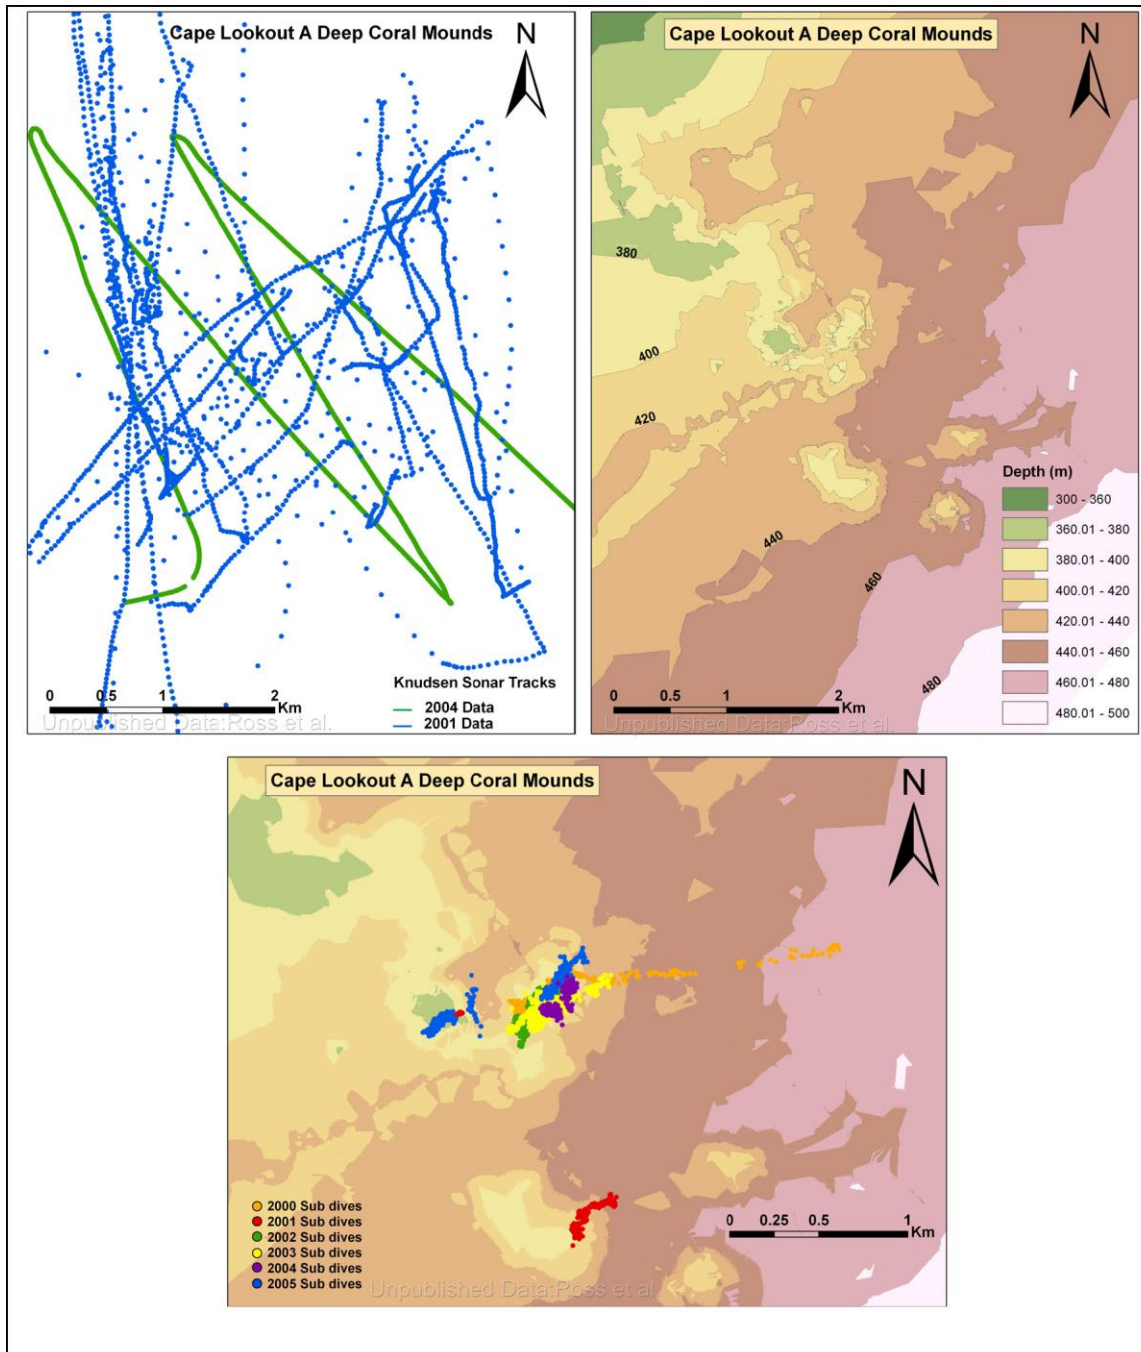 Cape Lookout A Deep Coral Mounds
N
0 0.5 1 2
Km
Knudsen Sonar Tracks
2004 Data
2001 Data
Unpublished Data:Ross et al.
Cape Lookout A Deep Coral Mounds
N
380
400
420
440
460
480
Depth (m)
300 - 360
360.01 - 380
380.01 - 400
400.01 - 420
420.01 - 440
440.01 - 460
460.01 - 480
480.01 - 500
0 0.5 1 2
Km
Unpublished Data:Ross et al.
Cape Lookout A Deep Coral Mounds
N
2000 Sub dives
2001 Sub dives
2002 Sub dives
2003 Sub dives
2004 Sub dives
2005 Sub dives
0 0.25 0.5 1
Km
Unpublished Data:Ross et al